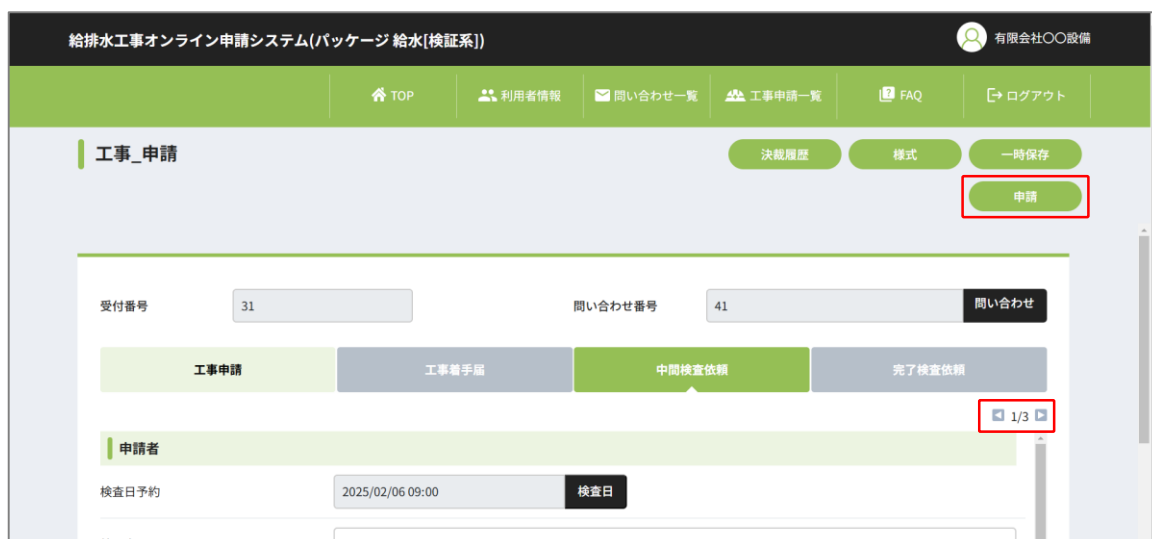 給排水工事オンライン申請システム(パッケージ 給水[検証系])
有限会社〇〇設備
TOP
利用者情報
問い合わせ一覧
工事申請一覧
FAQ
ログアウト
工事_申請
決裁履歴
様式
一時保存
申請
受付番号
31
問い合わせ番号
41
問い合わせ
工事申請
工事着手届
中間検査依頼
完了検査依頼
1/3
申請者
検査日予約
2025/02/06 09:00
検査日